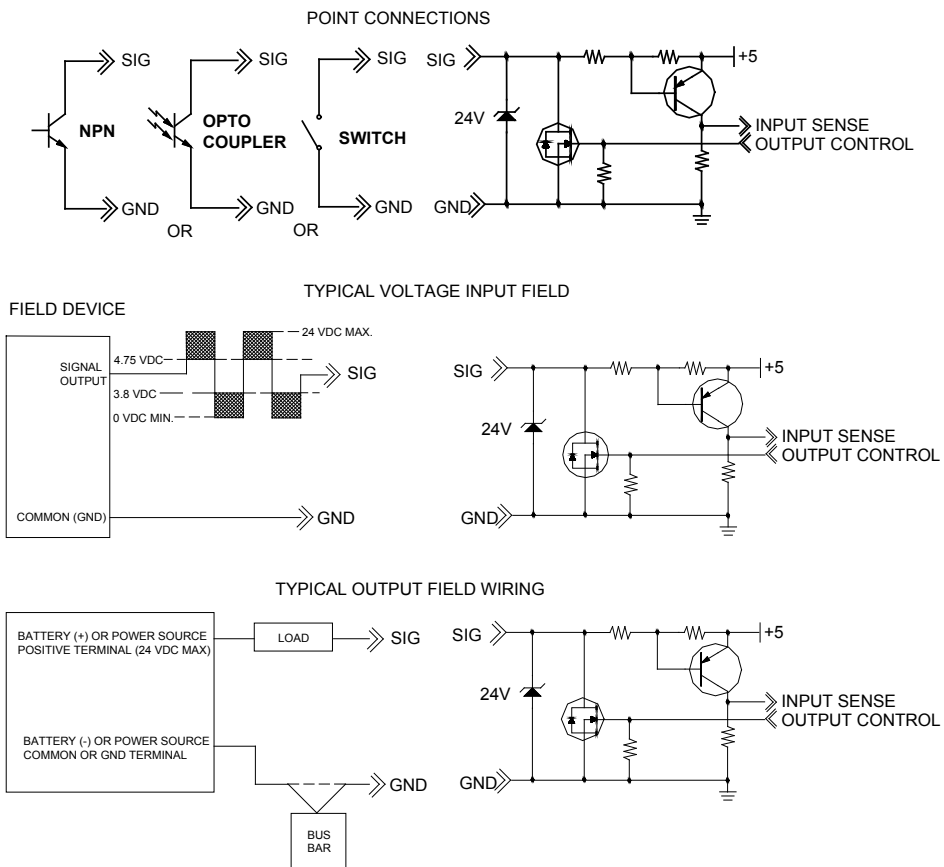 POINT CONNECTIONS
SIG
SIG
SIG
SIG
+5
NPN
OPTO
COUPLER
SWITCH
24V
INPUT SENSE
OUTPUT CONTROL
GND
GND
GND
GND
OR
OR
TYPICAL VOLTAGE INPUT FIELD
FIELD DEVICE
24 VDC MAX.
SIGNAL
OUTPUT
4.75 VDC
SIG
3.8 VDC
0 VDC MIN.
COMMON (GND)
GND
SIG
+5
24V
INPUT SENSE
OUTPUT CONTROL
GND
TYPICAL OUTPUT FIELD WIRING
BATTERY (+) OR POWER SOURCE
POSITIVE TERMINAL (24 VDC MAX)
LOAD
SIG
BATTERY (-) OR POWER SOURCE
COMMON OR GND TERMINAL
GND
BUS
BAR
SIG
+5
24V
INPUT SENSE
OUTPUT CONTROL
GND